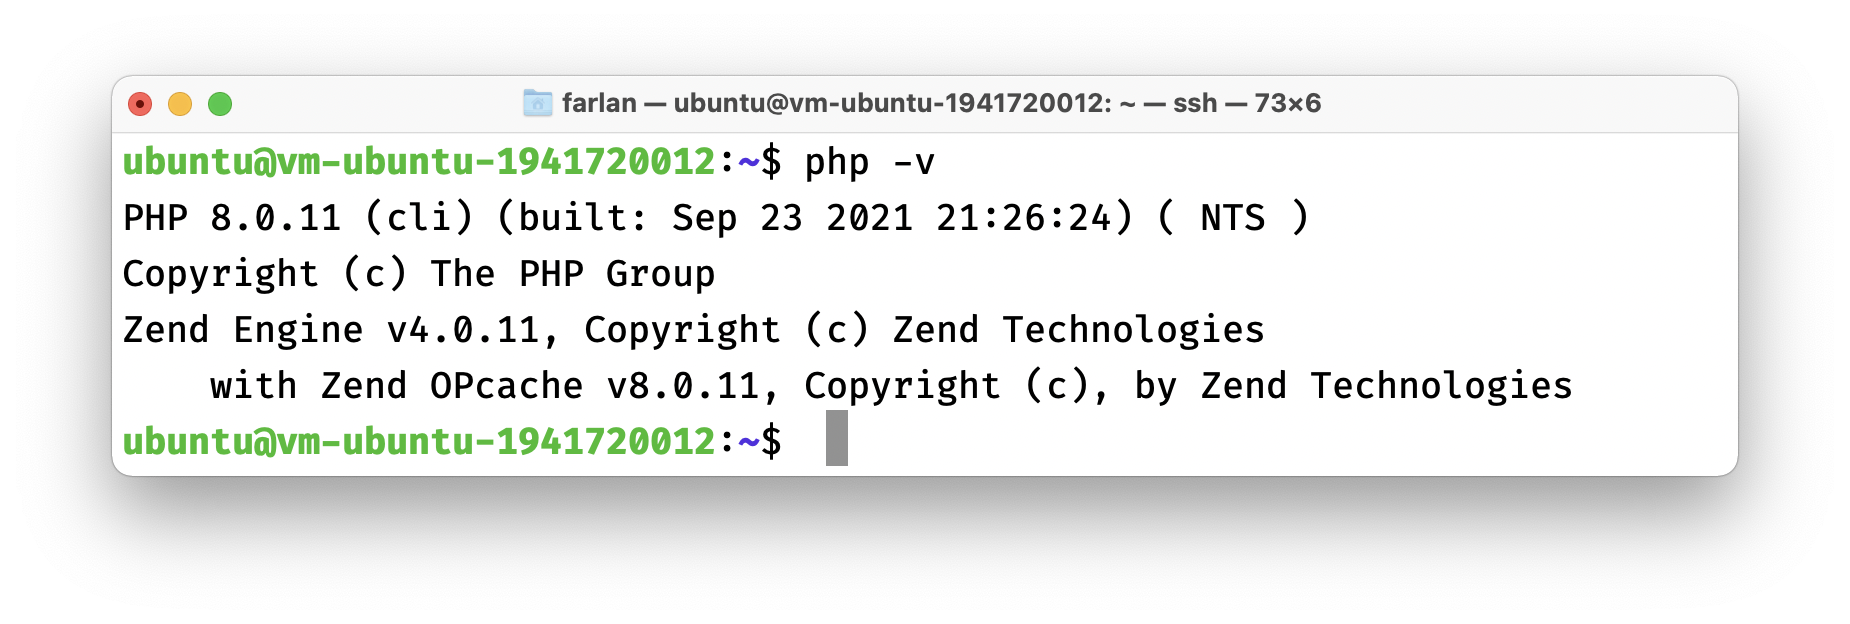 farlan — ubuntu@vm-ubuntu-1941720012: ~ — ssh — 73×6
ubuntu@vm-ubuntu-1941720012:~$ php -v
PHP 8.0.11 (cli) (built: Sep 23 2021 21:26:24) ( NTS )
Copyright (c) The PHP Group
Zend Engine v4.0.11, Copyright (c) Zend Technologies
    with Zend OPcache v8.0.11, Copyright (c), by Zend Technologies
ubuntu@vm-ubuntu-1941720012:~$